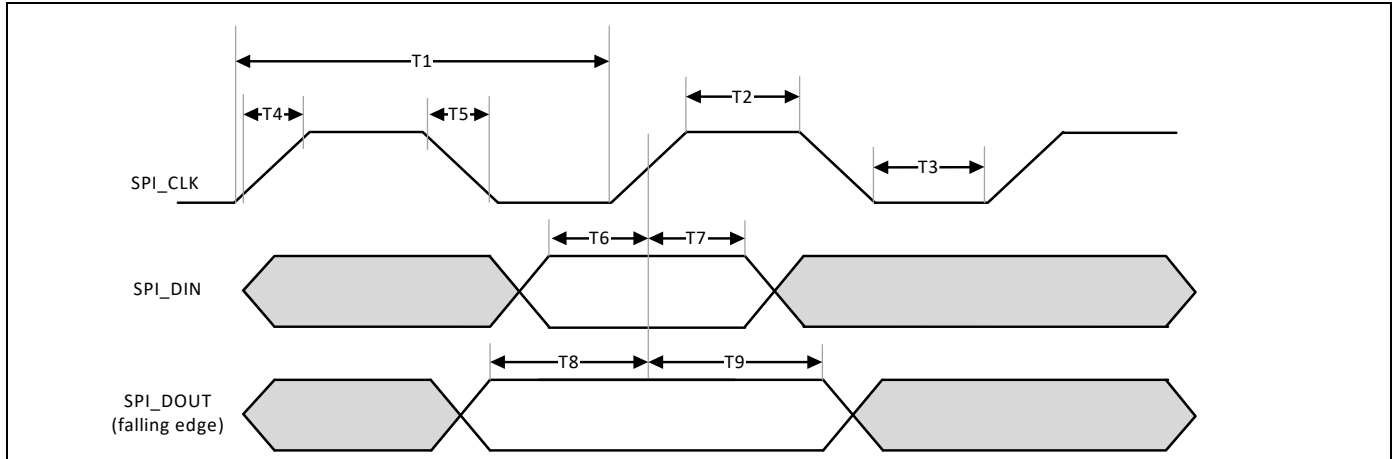 T1
T2
T4
T5
T3
SPI_CLK
T6
T7
SPI_DIN
T8
T9
SPI_DOUT
(falling edge)